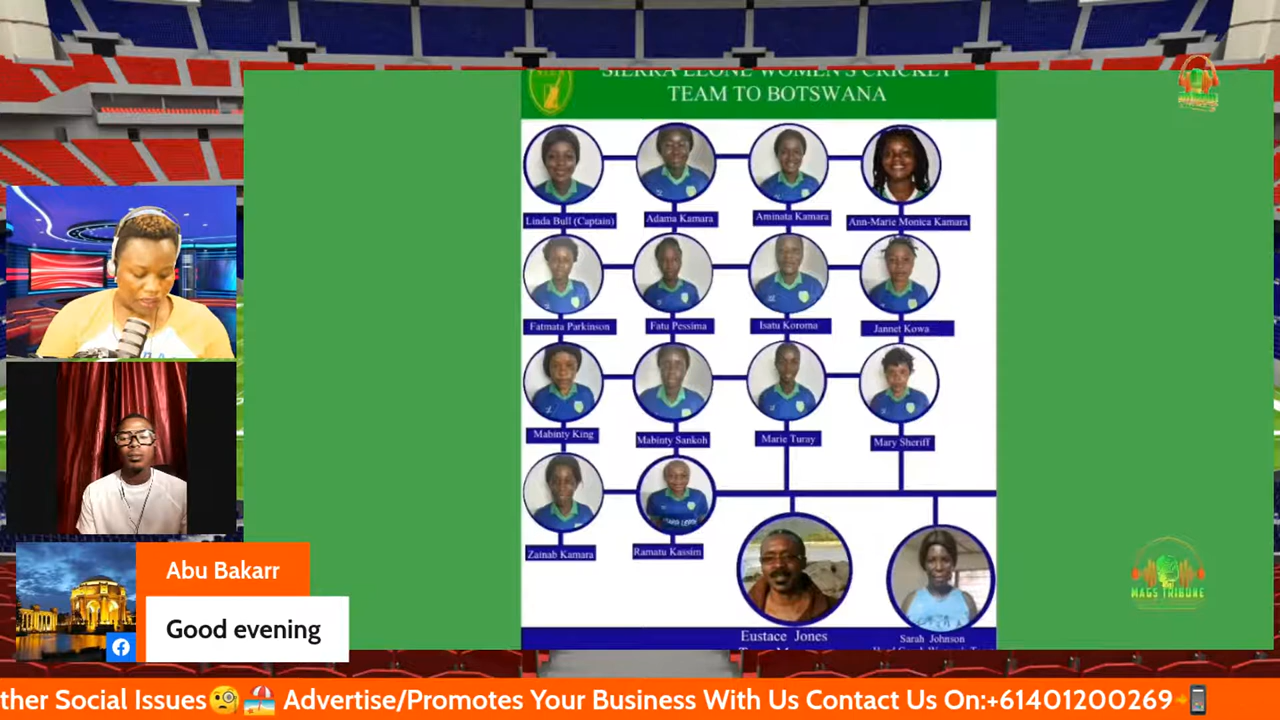 SIERRA LEONE WOMEN'S CRICKET
TEAM TO BOTSWANA
Linda Bull (Captain)
Adama Kamara
Aminata Kamara
Ann-Marie Monica Kamara
Fatmata Parkinson
Fatu Pessima
Isatu Koroma
Jannet Kowa
Mabinty King
Mabinty Sankoh
Marie Turay
Mary Sheriff
Zainab Kamara
Ramatu Kassim
Eustace Jones
Sarah Johnson
MAGS TRIBUNE
Abu Bakarr
Good evening
ther Social Issues🧐🏖️ Advertise/Promotes Your Business With Us Contact Us On:+61401200269📲